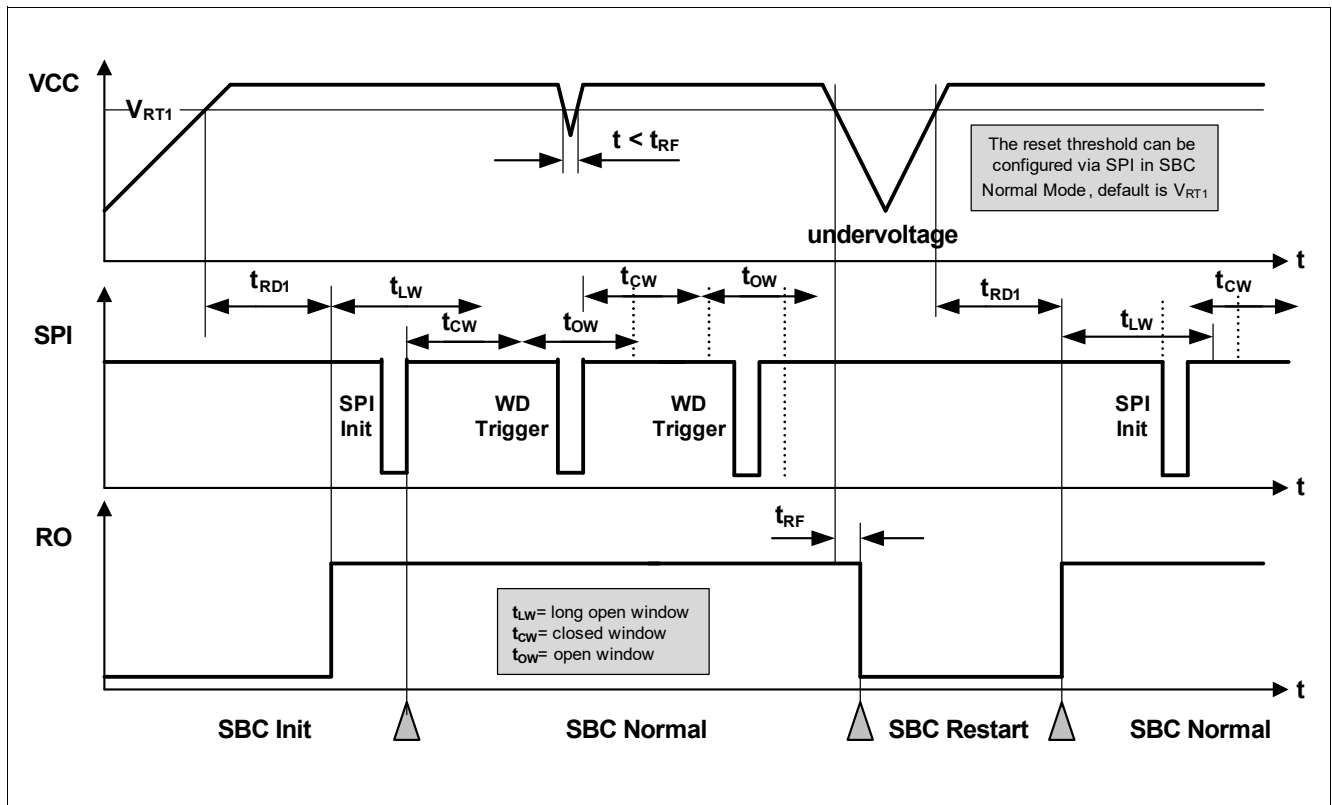 VCC
VRT1
t < tRF
The reset threshold can be
configured via SPI in SBC
Normal Mode, default is VRT1
undervoltage
t
tRD1
tLW
tCW
tOW
tCW
tOW
tRD1
tLW
tCW
SPI
SPI
Init
WD
Trigger
WD
Trigger
SPI
Init
t
RO
tRF
tLW= long open window
tCW= closed window
tOW= open window
t
SBC Init
SBC Normal
SBC Restart
SBC Normal